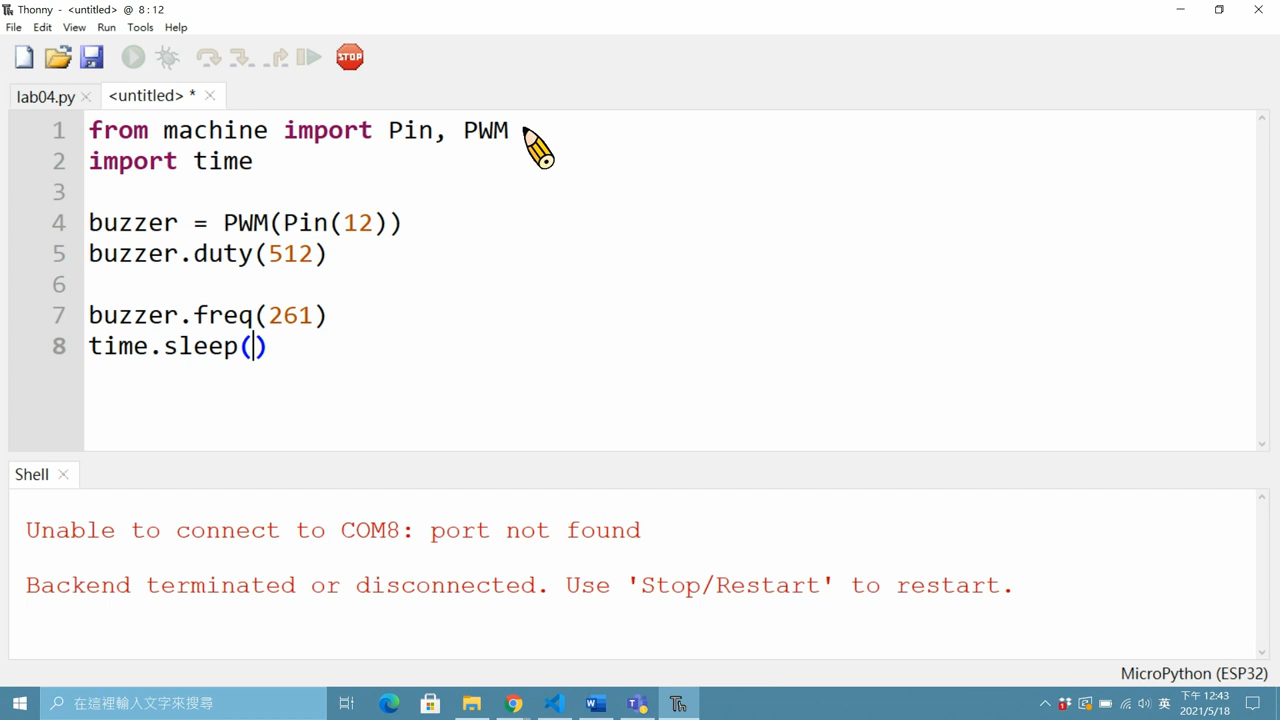 Thonny - <untitled> @ 8:12
File Edit View Run Tools Help
STOP
lab04.py <untitled> *
1 from machine import Pin, PWM
2 import time
3
4 buzzer = PWM(Pin(12))
5 buzzer.duty(512)
6
7 buzzer.freq(261)
8 time.sleep()
Shell
Unable to connect to COM8: port not found
Backend terminated or disconnected. Use 'Stop/Restart' to restart.
MicroPython (ESP32)
在這裡輸入文字來搜尋
英
下午 12:43
2021/5/18